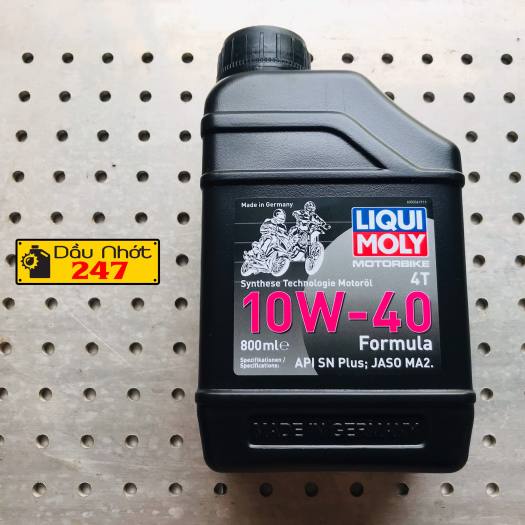 Made in Germany
LIQUI
MOLY
MOTORBIKE
4T
Synthese Technologie Motoröl
10W-40
800ml e
Formula
Spezifikationen /
Specifications:
API SN Plus; JASO MA2.
MADE IN GERMANY
Dầu Nhớt
247